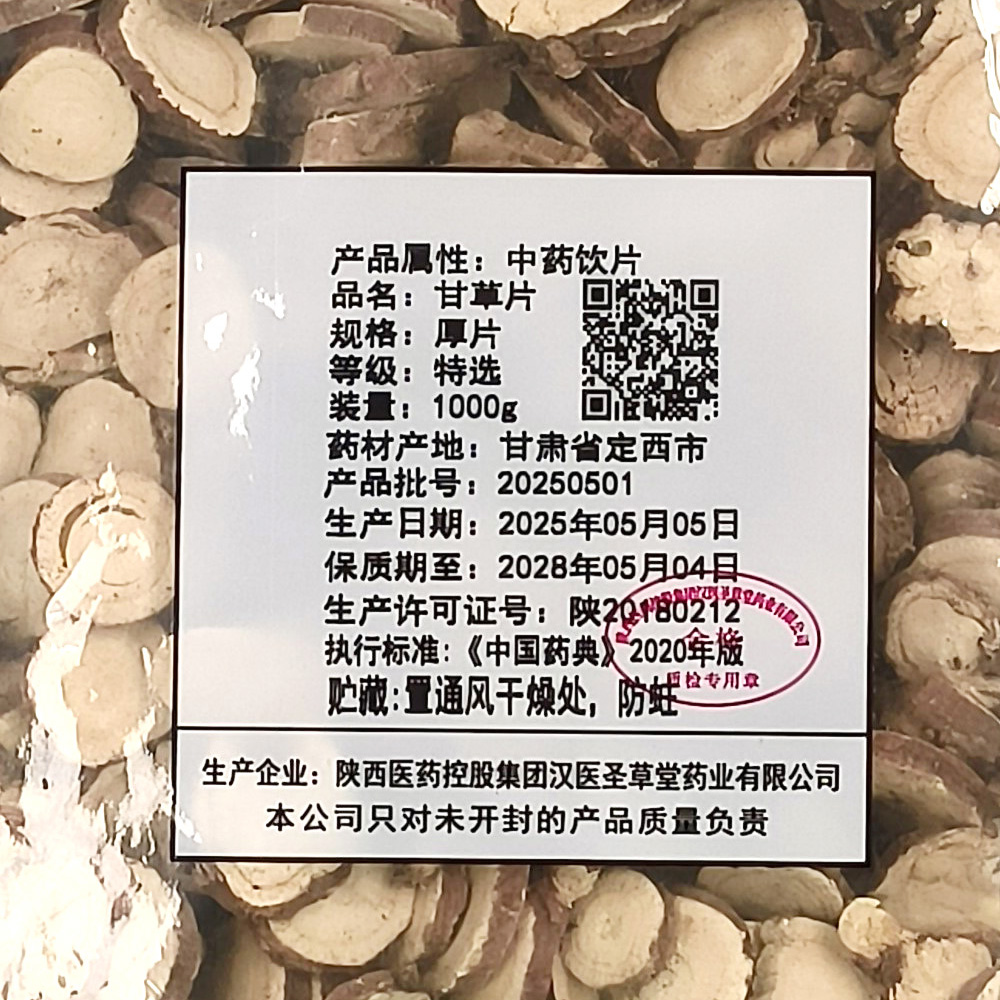 产品属性：中药饮片
品名：甘草片
规格：厚片
等级：特选
装量：1000g
药材产地：甘肃省定西市
产品批号：20250501
生产日期：2025年05月05日
保质期至：2028年05月04日
生产许可证号：陕20180212
执行标准:《中国药典》2020年版
贮藏:置通风干燥处，防蛀
合格
质检专用章
生产企业：陕西医药控股集团汉医圣草堂药业有限公司
本公司只对未开封的产品质量负责